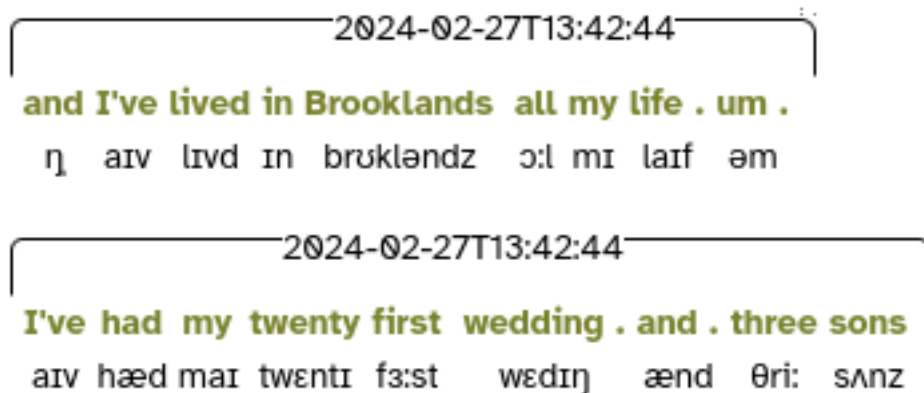 2024-02-27T13:42:44
and I've lived in Brooklands all my life . um .
n̩ aɪv lɪvd ɪn brʊkləndz ɔ:l mɪ laɪf əm
2024-02-27T13:42:44
I've had my twenty first wedding . and . three sons
aɪv hæd maɪ twɛntɪ fɜ:st wɛdɪŋ ænd θri: sʌnz